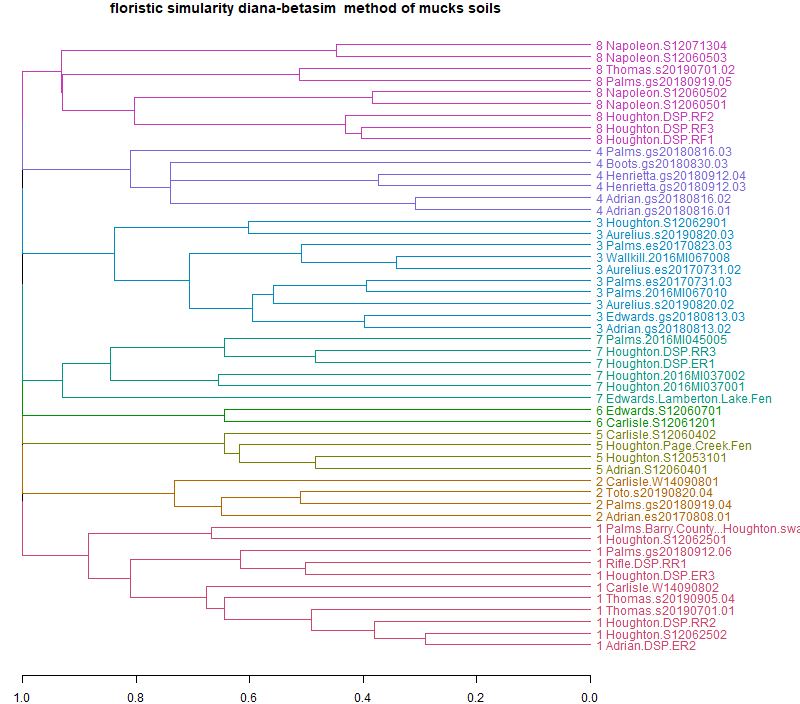 floristic simularity diana-betasim method of mucks soils
8 Napoleon.S12071304
8 Napoleon.S12060503
8 Thomas.s20190701.02
8 Palms.gs20180919.05
8 Napoleon.S12060502
8 Napoleon.S12060501
8 Houghton.DSP.RF2
8 Houghton.DSP.RF3
8 Houghton.DSP.RF1
4 Palms.gs20180816.03
4 Boots.gs20180830.03
4 Henrietta.gs20180912.04
4 Henrietta.gs20180912.03
4 Adrian.gs20180816.02
4 Adrian.gs20180816.01
3 Houghton.S12062901
3 Aurelius.s20190820.03
3 Palms.es20170823.03
3 Wallkill.2016MI067008
3 Aurelius.es20170731.02
3 Palms.es20170731.03
3 Palms.2016MI067010
3 Aurelius.s20190820.02
3 Edwards.gs20180813.03
3 Adrian.gs20180813.02
7 Palms.2016MI045005
7 Houghton.DSP.RR3
7 Houghton.DSP.ER1
7 Houghton.2016MI037002
7 Houghton.2016MI037001
7 Edwards.Lamberton.Lake.Fen
6 Edwards.S12060701
6 Carlisle.S12061201
5 Carlisle.S12060402
5 Houghton.Page.Creek.Fen
5 Houghton.S12053101
5 Adrian.S12060401
2 Carlisle.W14090801
2 Toto.s20190820.04
2 Palms.gs20180919.04
2 Adrian.es20170808.01
1 Palms.Barry.County...Houghton.swa
1 Houghton.S12062501
1 Palms.gs20180912.06
1 Rifle.DSP.RR1
1 Houghton.DSP.ER3
1 Carlisle.W14090802
1 Thomas.s20190905.04
1 Thomas.s20190701.01
1 Houghton.DSP.RR2
1 Houghton.S12062502
1 Adrian.DSP.ER2
1.0 0.8 0.6 0.4 0.2 0.0